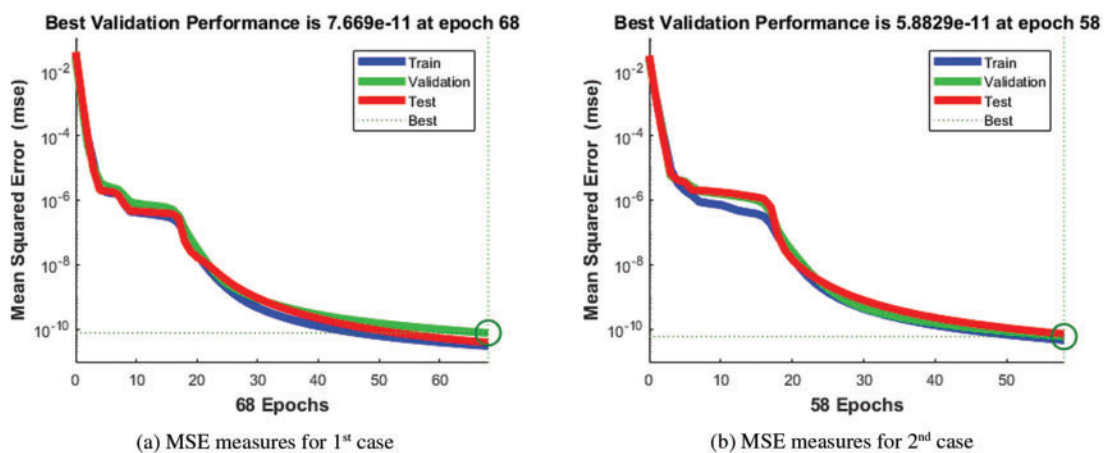 Best Validation Performance is 7.669e-11 at epoch 68
Mean Squared Error (mse)
10-2
10-4
10-6
10-8
10-10
Train
Validation
Test
Best
0 10 20 30 40 50 60
68 Epochs
(a) MSE measures for 1st case
Best Validation Performance is 5.8829e-11 at epoch 58
Mean Squared Error (mse)
10-2
10-4
10-6
10-8
10-10
Train
Validation
Test
Best
0 10 20 30 40 50
58 Epochs
(b) MSE measures for 2nd case